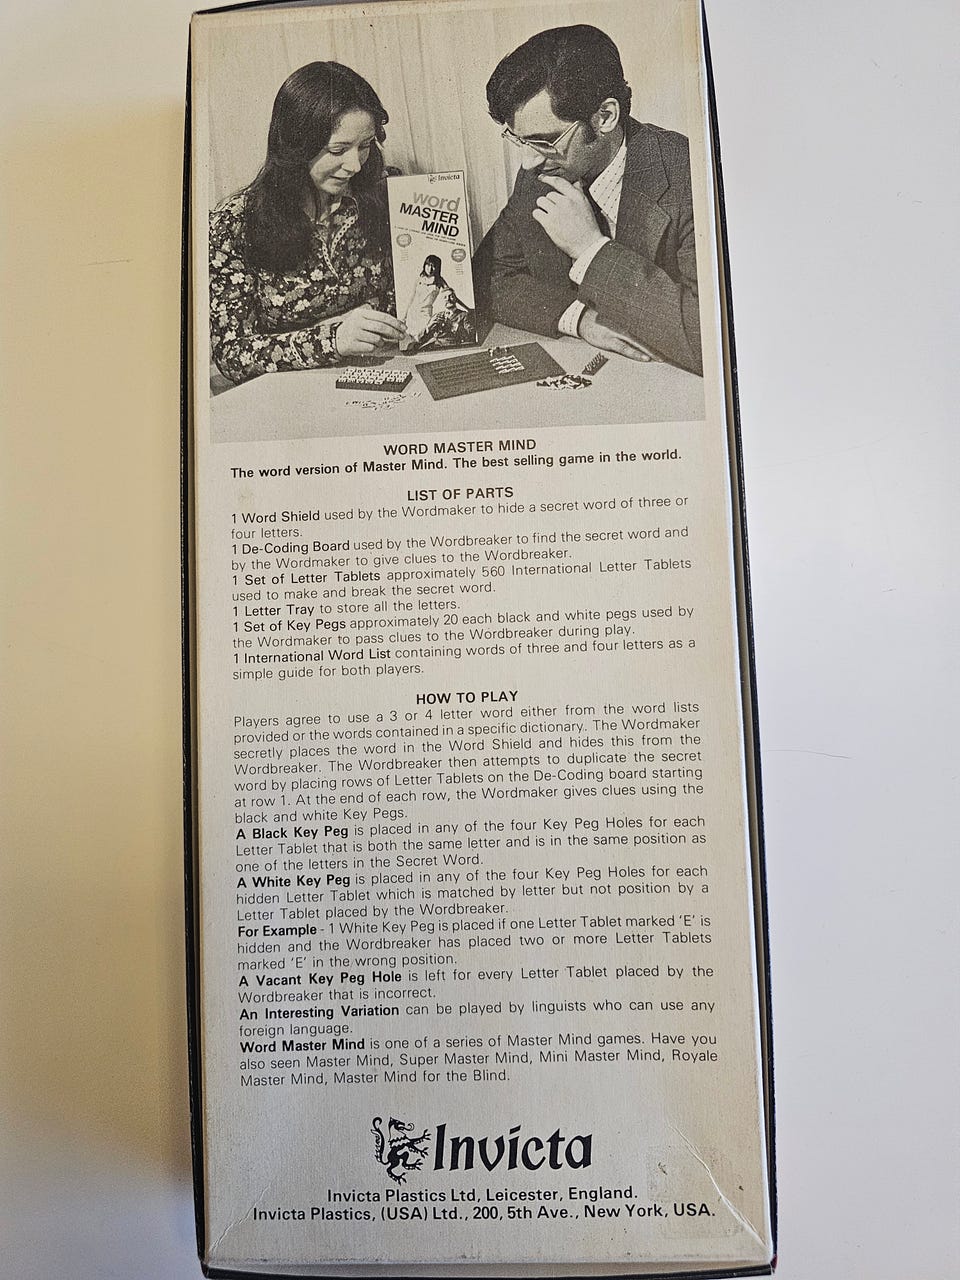 Invicta
word
MASTER
MIND
WORD MASTER MIND
The word version of Master Mind. The best selling game in the world.
LIST OF PARTS
1 Word Shield used by the Wordmaker to hide a secret word of three or
four letters.
1 De-Coding Board used by the Wordbreaker to find the secret word and
by the Wordmaker to give clues to the Wordbreaker.
1 Set of Letter Tablets approximately 560 International Letter Tablets
used to make and break the secret word.
1 Letter Tray to store all the letters.
1 Set of Key Pegs approximately 20 each black and white pegs used by
the Wordmaker to pass clues to the Wordbreaker during play.
1 International Word List containing words of three and four letters as a
simple guide for both players.
HOW TO PLAY
Players agree to use a 3 or 4 letter word either from the word lists
provided or the words contained in a specific dictionary. The Wordmaker
secretly places the word in the Word Shield and hides this from the
Wordbreaker. The Wordbreaker then attempts to duplicate the secret
word by placing rows of Letter Tablets on the De-Coding board starting
at row 1. At the end of each row, the Wordmaker gives clues using the
black and white Key Pegs.
A Black Key Peg is placed in any of the four Key Peg Holes for each
Letter Tablet that is both the same letter and is in the same position as
one of the letters in the Secret Word.
A White Key Peg is placed in any of the four Key Peg Holes for each
hidden Letter Tablet which is matched by letter but not position by a
Letter Tablet placed by the Wordbreaker.
For Example - 1 White Key Peg is placed if one Letter Tablet marked 'E' is
hidden and the Wordbreaker has placed two or more Letter Tablets
marked 'E' in the wrong position.
A Vacant Key Peg Hole is left for every Letter Tablet placed by the
Wordbreaker that is incorrect.
An Interesting Variation can be played by linguists who can use any
foreign language.
Word Master Mind is one of a series of Master Mind games. Have you
also seen Master Mind, Super Master Mind, Mini Master Mind, Royale
Master Mind, Master Mind for the Blind.
Invicta
Invicta Plastics Ltd, Leicester, England.
Invicta Plastics, (USA) Ltd., 200, 5th Ave., New York, USA.